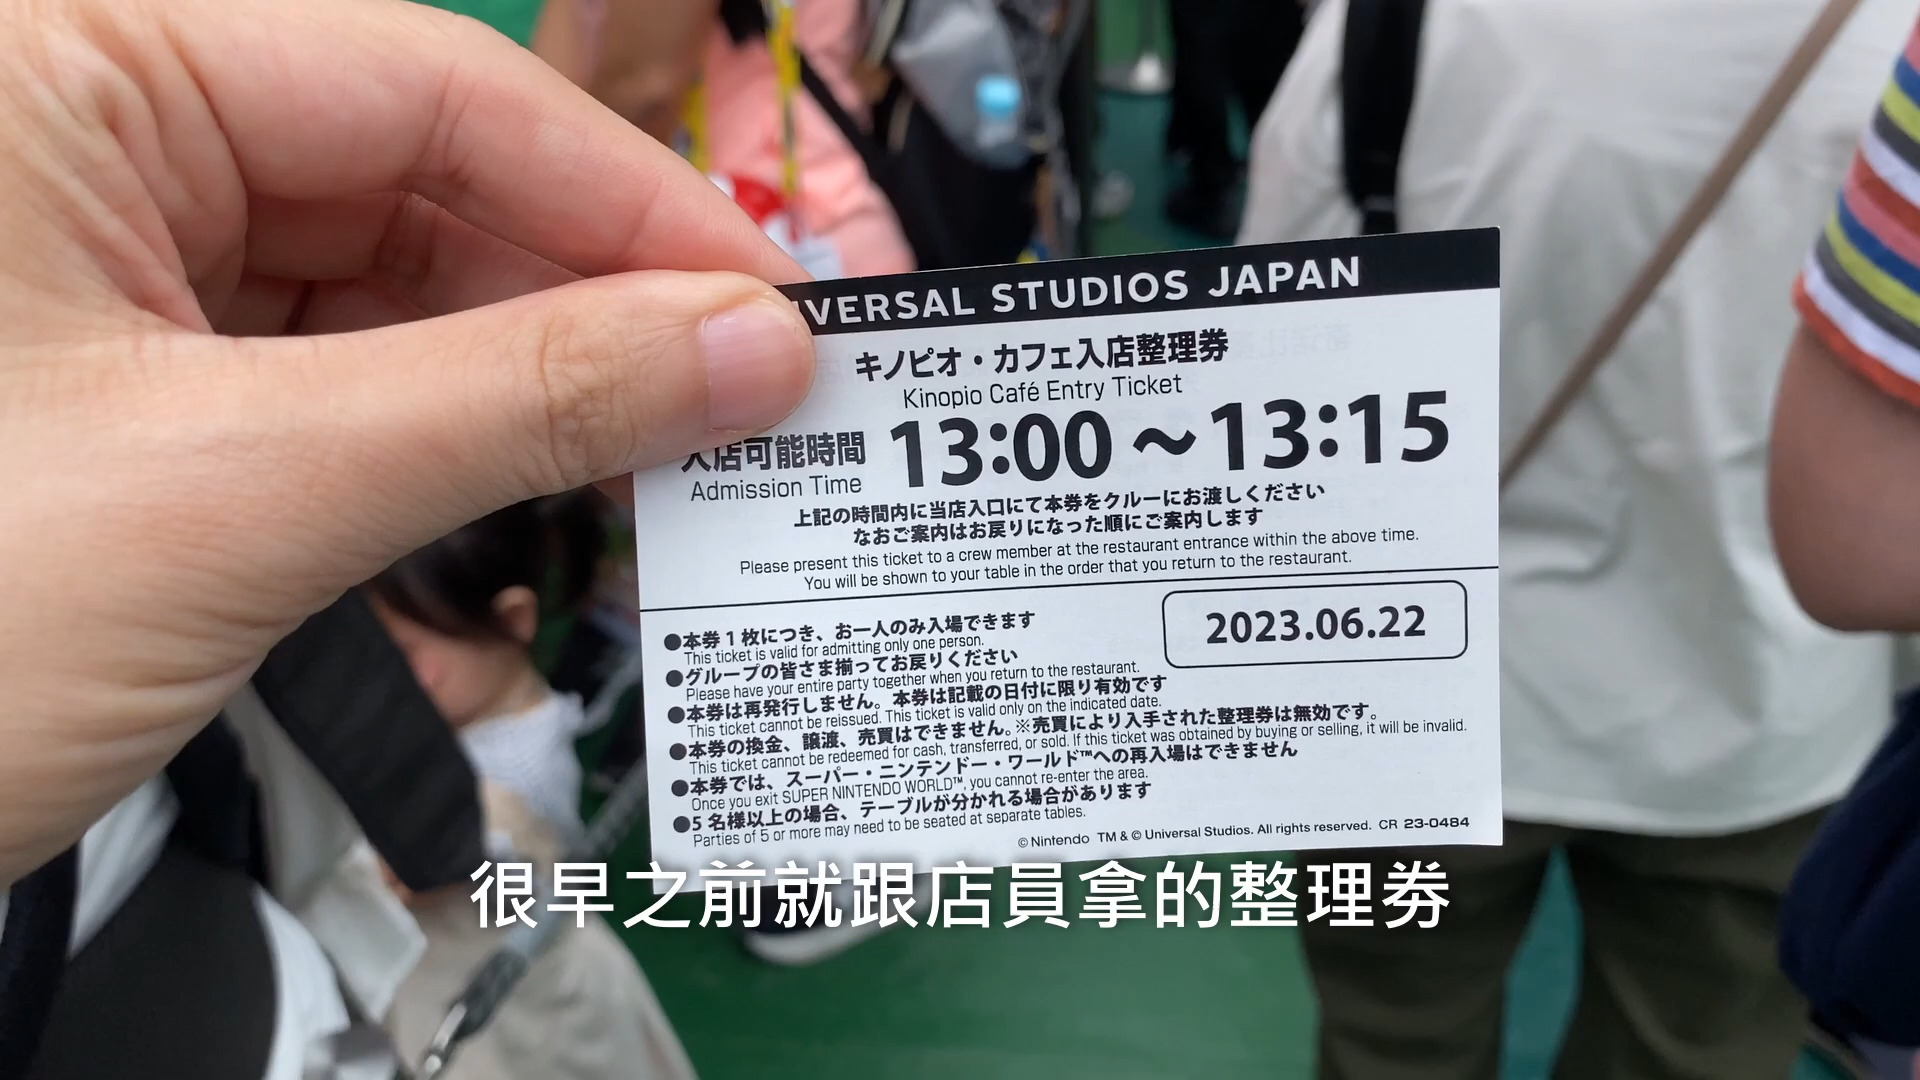 VERSAL STUDIOS JAPAN
キノピオ・カフェ入店整理券
Kinopio Café Entry Ticket
入店可能時間 13:00～13:15
Admission Time
上記の時間内に当店入口にて本券をクルーにお渡しください
なおご案内はお戻りになった順にご案内します
Please present this ticket to a crew member at the restaurant entrance within the above time.
You will be shown to your table in the order that you return to the restaurant.
2023.06.22
●本券1枚につき、お一人のみ入場できます
This ticket is valid for admitting only one person.
●グループの皆さま揃ってお戻りください
Please have your entire party together when you return to the restaurant.
●本券は再発行しません。本券は記載の日付に限り有効です
This ticket cannot be reissued. This ticket is valid only on the indicated date.
●本券の換金、譲渡、売買はできません。※売買により入手された整理券は無効です。
This ticket cannot be redeemed for cash, transferred, or sold. If this ticket was obtained by buying or selling, it will be invalid.
●本券では、スーパー・ニンテンドー・ワールド™への再入場はできません
Once you exit SUPER NINTENDO WORLD™, you cannot re-enter the area.
●5名様以上の場合、テーブルが分かれる場合があります
Parties of 5 or more may need to be seated at separate tables.
©Nintendo TM & © Universal Studios. All rights reserved. CR 23-0484
很早之前就跟店員拿的整理券